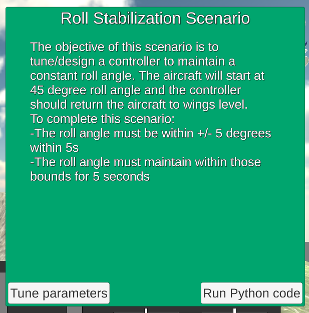 Roll Stabilization Scenario
The objective of this scenario is to
tune/design a controller to maintain a
constant roll angle. The aircraft will start at
45 degree roll angle and the controller
should return the aircraft to wings level.
To complete this scenario:
-The roll angle must be within +/- 5 degrees
within 5s
-The roll angle must maintain within those
bounds for 5 seconds
Tune parameters
Run Python code